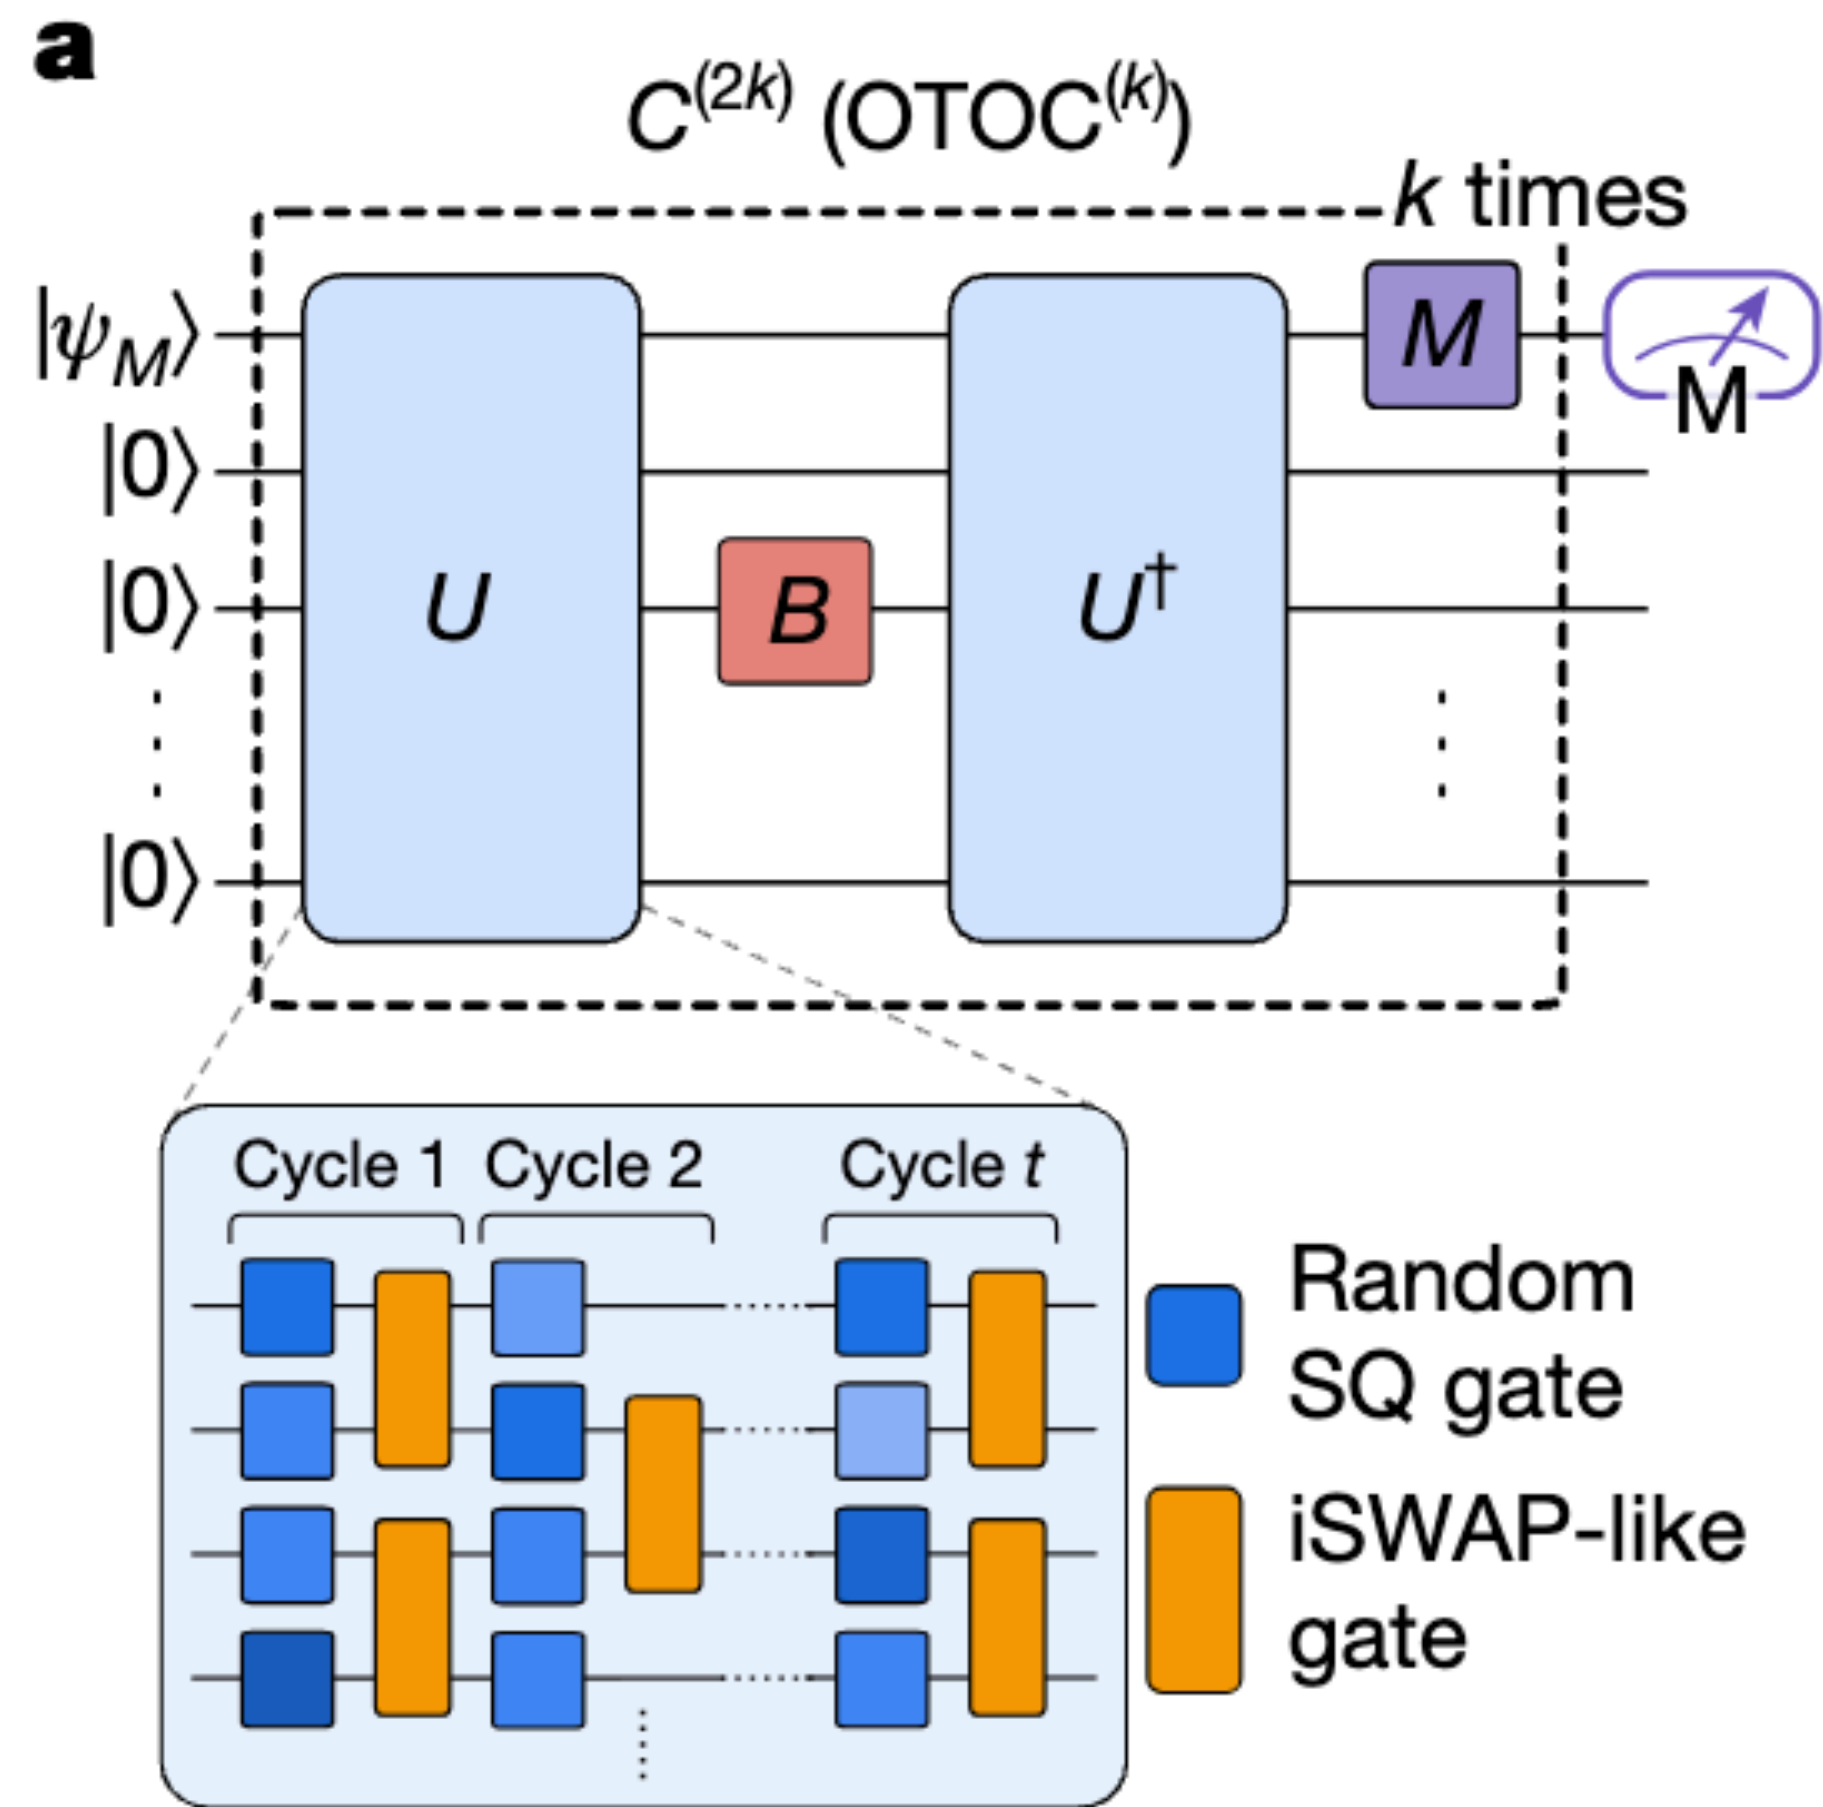 a
C(2k) (OTOC(k))
k times
|ψM⟩
M
M
|0⟩
|0⟩
U
B
U†
|0⟩
Cycle 1 Cycle 2 Cycle t
Random
SQ gate
iSWAP-like
gate